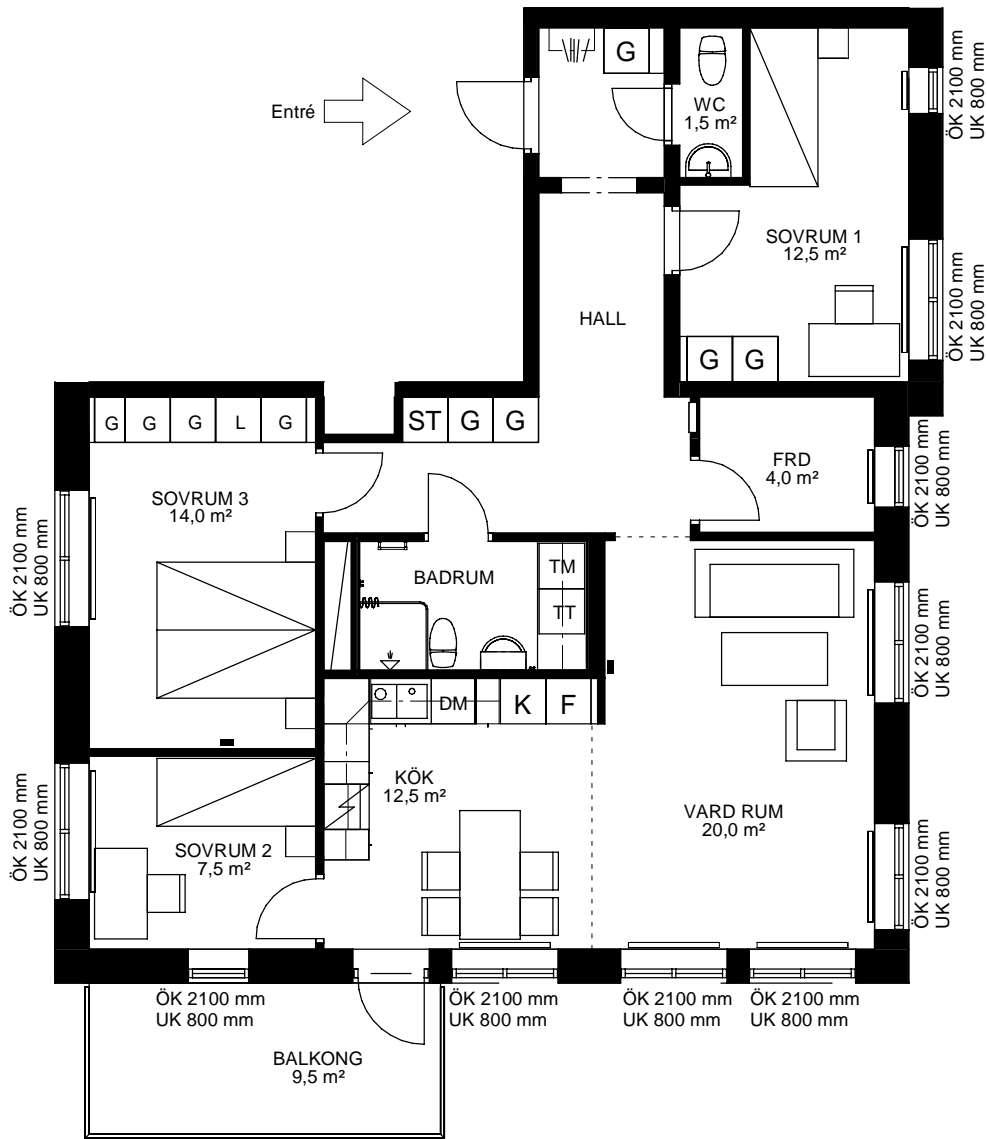 ÖK 2100 mm
UK 800 mm
G
Entré
WC
1,5 m²
SOVRUM 1
12,5 m²
ÖK 2100 mm
UK 800 mm
HALL
G G
G G G L G
ST G G
FRD
4,0 m²
ÖK 2100 mm
UK 800 mm
SOVRUM 3
14,0 m²
ÖK 2100 mm
UK 800 mm
BADRUM
TM
TT
ÖK 2100 mm
UK 800 mm
DM K F
KÖK
12,5 m²
VARD RUM
20,0 m²
ÖK 2100 mm
UK 800 mm
SOVRUM 2
7,5 m²
ÖK 2100 mm
UK 800 mm
ÖK 2100 mm
UK 800 mm
ÖK 2100 mm
UK 800 mm
ÖK 2100 mm
UK 800 mm
ÖK 2100 mm
UK 800 mm
BALKONG
9,5 m²